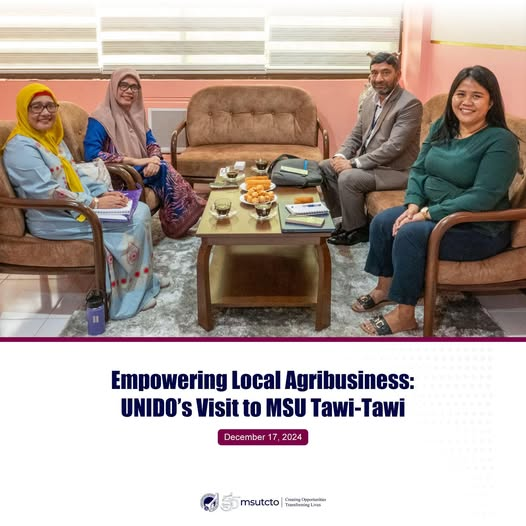 Empowering Local Agribusiness:
UNIDO's Visit to MSU Tawi-Tawi
December 17, 2024
msutcto
Creating Opportunities
Transforming Lives